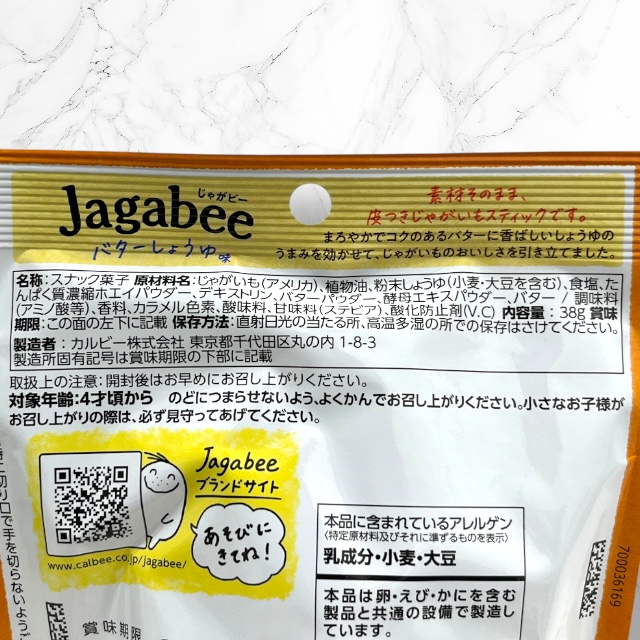 じゃがビー
Jagabee
バターしょうゆ味
素材そのまま、
皮つきじゃがいもスティックです。
まろやかでコクのあるバターに香ばしいしょうゆの
うまみを効かせて、じゃがいものおいしさを引き立てました。
名称:スナック菓子 原材料名:じゃがいも(アメリカ)、植物油、粉末しょうゆ(小麦・大豆を含む)、食塩、た
んぱく質濃縮ホエイパウダー、デキストリン、バターパウダー、酵母エキスパウダー、バター / 調味料
(アミノ酸等)、香料、カラメル色素、酸味料、甘味料(ステビア)、酸化防止剤(V.C) 内容量:38g 賞味
期限:この面の左下に記載 保存方法:直射日光の当たる所、高温多湿の所での保存はさけてください。
製造者:カルビー株式会社 東京都千代田区丸の内 1-8-3
製造所固有記号は賞味期限の下部に記載
取扱上の注意:開封後はお早めにお召し上がりください。
対象年齢:4才頃から のどにつまらせないよう、よくかんでお召し上がりください。小さなお子様が
お召し上がりの際は、必ず見守ってあげてください。
Jagabee
ブランドサイト
あそびに
きてね!
www.calbee.co.jp/jagabee/
本品に含まれているアレルゲン
(特定原材料及びそれに準ずるものを表示)
乳成分・小麦・大豆
本品は卵・えび・かにを含む
製品と共通の設備で製造し
ています。
賞味期限
700036169
切り口で手を切らないよう